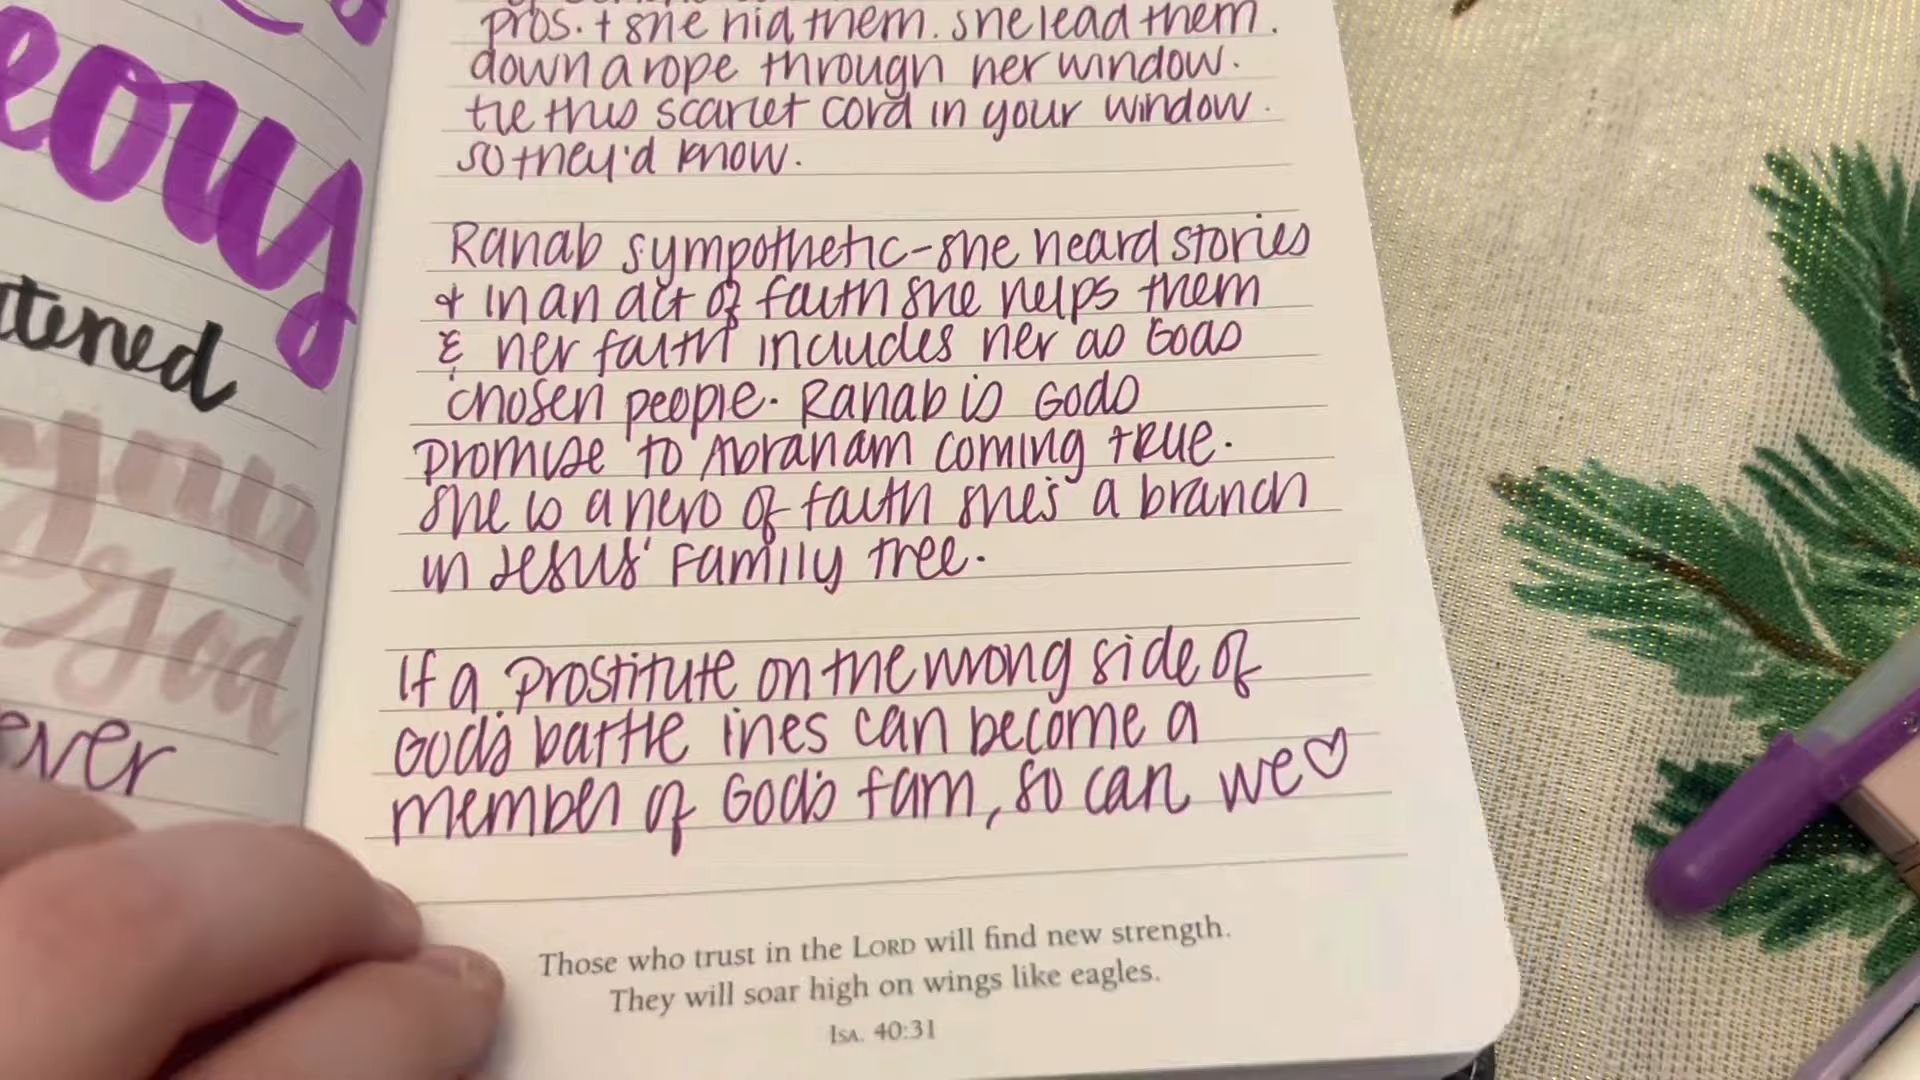 eous
tened
your
god
ever
pros. + she hid them. she lead them.
down a rope through her window.
tie this scarlet cord in your window.
so they'd know.
Rahab sympothetic - she heard stories
+ in an act of faith she helps them
& her faith includes her as Gods
chosen people. Rahab is Gods
promise to Abraham coming true.
she is a hero of faith she's a branch
in Jesus' family tree.
If a prostitute on the wrong side of
God's battle ines can become a
member of God's fam, so can we♡
Those who trust in the LORD will find new strength.
They will soar high on wings like eagles.
ISA. 40:31